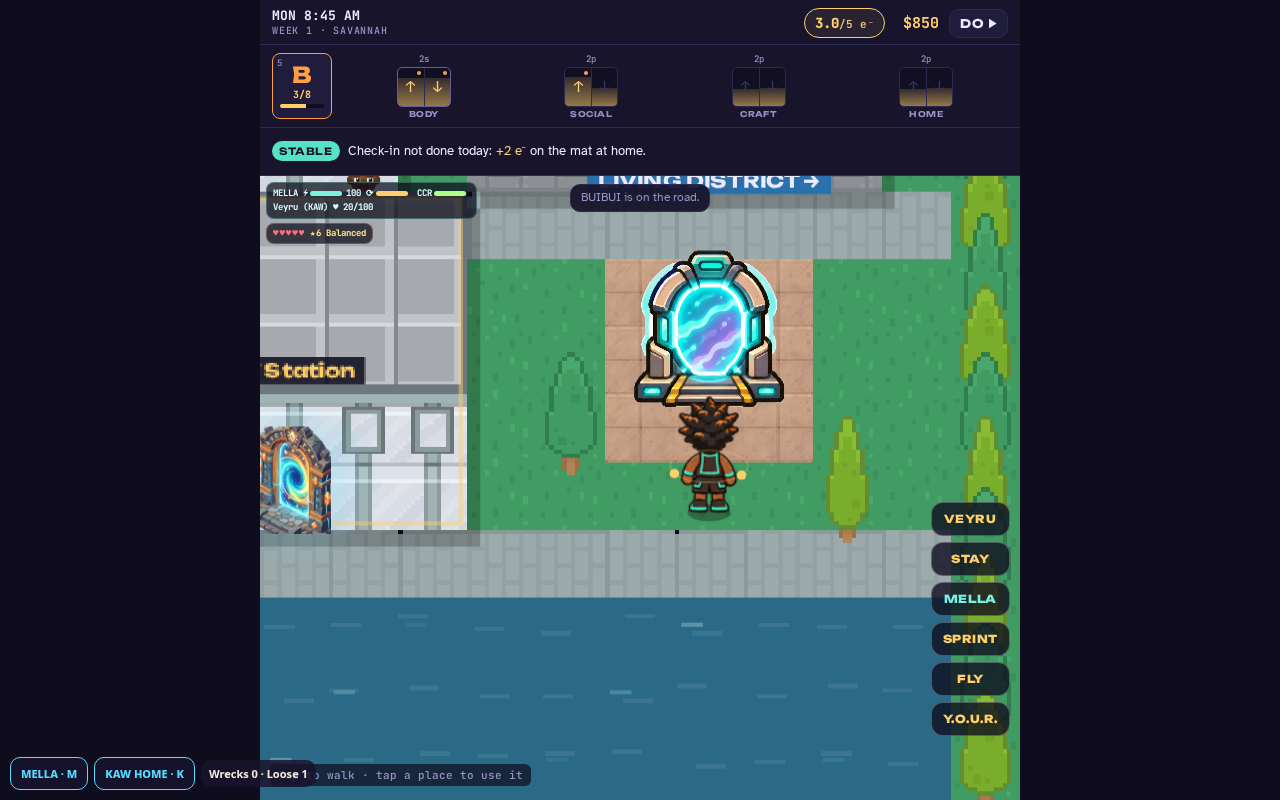 MON 8:45 AM
WEEK 1 · SAVANNAH
3.0/5 e⁻
$850
DO ▶
5
B
3/8
2s
↑ ↓
BODY
2p
↑ ↓
SOCIAL
2p
↑ ↓
CRAFT
2p
↑ ↓
HOME
STABLE
Check-in not done today: +2 e⁻ on the mat at home.
MELLA ⚡ 100 ⟳ CCR
Veyru (KAW) ♥ 20/100
♥♥♥♥♥ ★6 Balanced
LIVING DISTRICT →
BUIBUI is on the road.
Station
VEYRU
STAY
MELLA
SPRINT
FLY
Y.O.U.R.
MELLA · M
KAW HOME · K
Wrecks 0 · Loose 1
walk · tap a place to use it